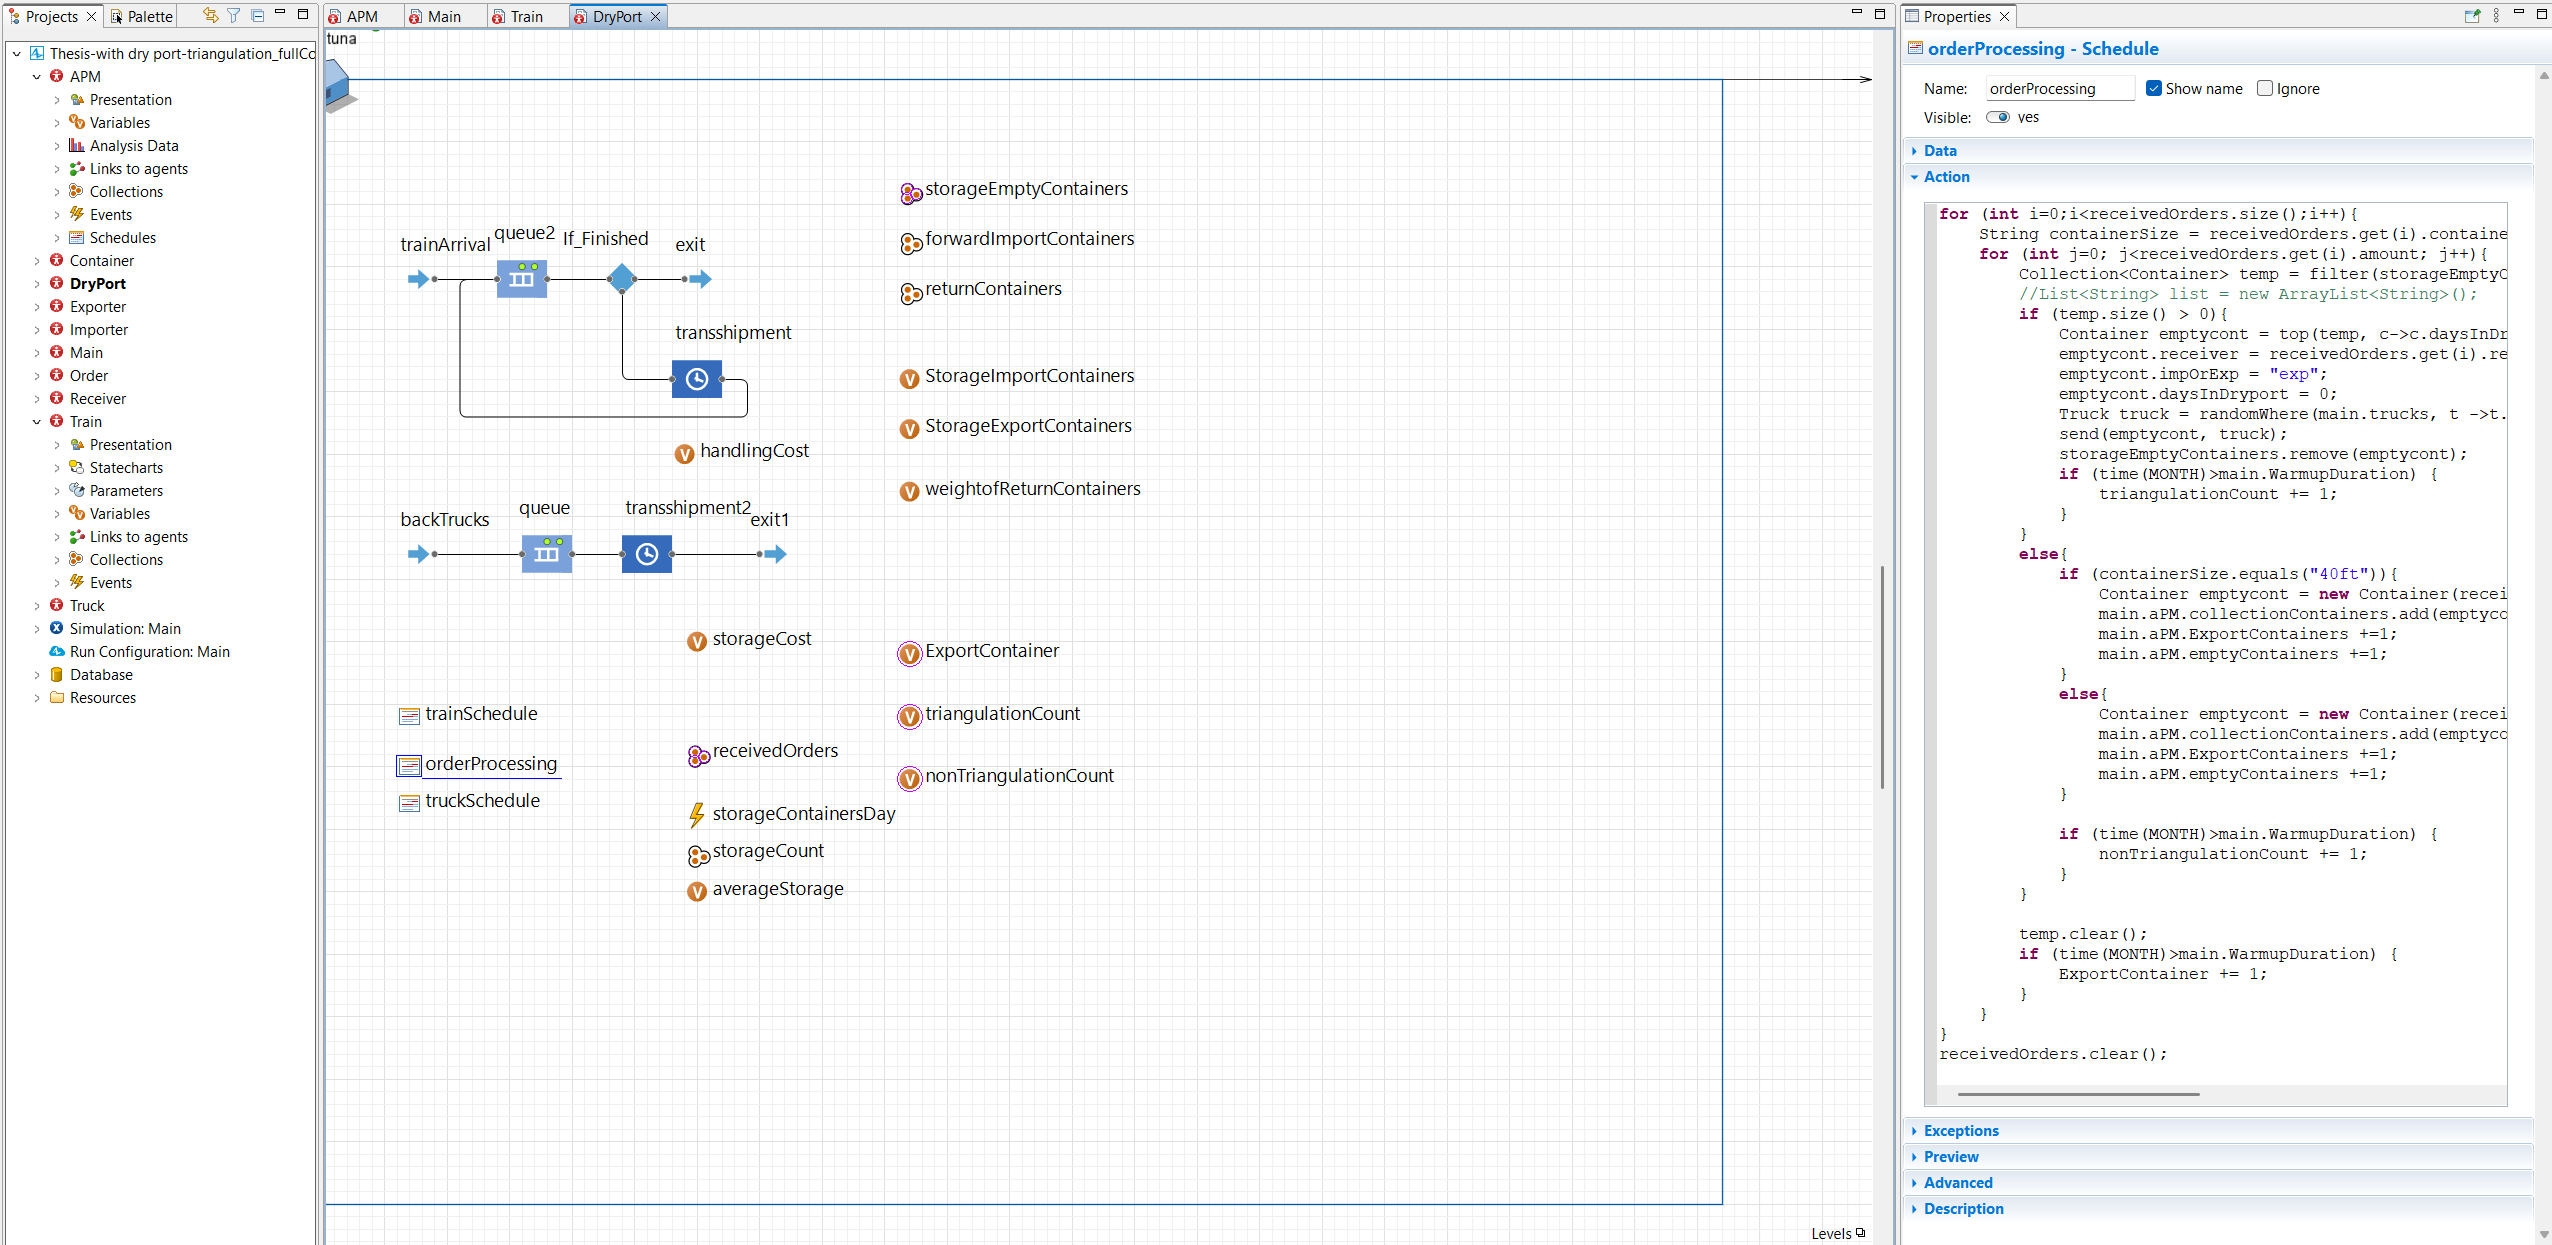 Projects
Palette
Thesis-with dry port-triangulation_fullCo
APM
Presentation
Variables
Analysis Data
Links to agents
Collections
Events
Schedules
Container
DryPort
Exporter
Importer
Main
Order
Receiver
Train
Presentation
Statecharts
Parameters
Variables
Links to agents
Collections
Events
Truck
Simulation: Main
Run Configuration: Main
Database
Resources
APM
Main
Train
DryPort
tuna
trainArrival
queue2
If_Finished
exit
transshipment
handlingCost
backTrucks
queue
transshipment2
exit1
storageCost
trainSchedule
orderProcessing
truckSchedule
receivedOrders
storageContainersDay
storageCount
averageStorage
storageEmptyContainers
forwardImportContainers
returnContainers
StorageImportContainers
StorageExportContainers
weightofReturnContainers
ExportContainer
triangulationCount
nonTriangulationCount
Levels
Properties
orderProcessing - Schedule
Name: orderProcessing Show name Ignore
Visible: yes
Data
Action
for (int i=0;i<receivedOrders.size();i++){
String containerSize = receivedOrders.get(i).containe
for (int j=0; j<receivedOrders.get(i).amount; j++){
Collection<Container> temp = filter(storageEmptyC
//List<String> list = new ArrayList<String>();
if (temp.size() > 0){
Container emptycont = top(temp, c->c.daysInDr
emptycont.receiver = receivedOrders.get(i).re
emptycont.impOrExp = "exp";
emptycont.daysInDryport = 0;
Truck truck = randomWhere(main.trucks, t ->t.
send(emptycont, truck);
storageEmptyContainers.remove(emptycont);
if (time(MONTH)>main.WarmupDuration) {
triangulationCount += 1;
}
}
else{
if (containerSize.equals("40ft")){
Container emptycont = new Container(recei
main.aPM.collectionContainers.add(emptyco
main.aPM.ExportContainers +=1;
main.aPM.emptyContainers +=1;
}
else{
Container emptycont = new Container(recei
main.aPM.collectionContainers.add(emptyco
main.aPM.ExportContainers +=1;
main.aPM.emptyContainers +=1;
}
if (time(MONTH)>main.WarmupDuration) {
nonTriangulationCount += 1;
}
}
temp.clear();
if (time(MONTH)>main.WarmupDuration) {
ExportContainer += 1;
}
}
}
receivedOrders.clear();
Exceptions
Preview
Advanced
Description